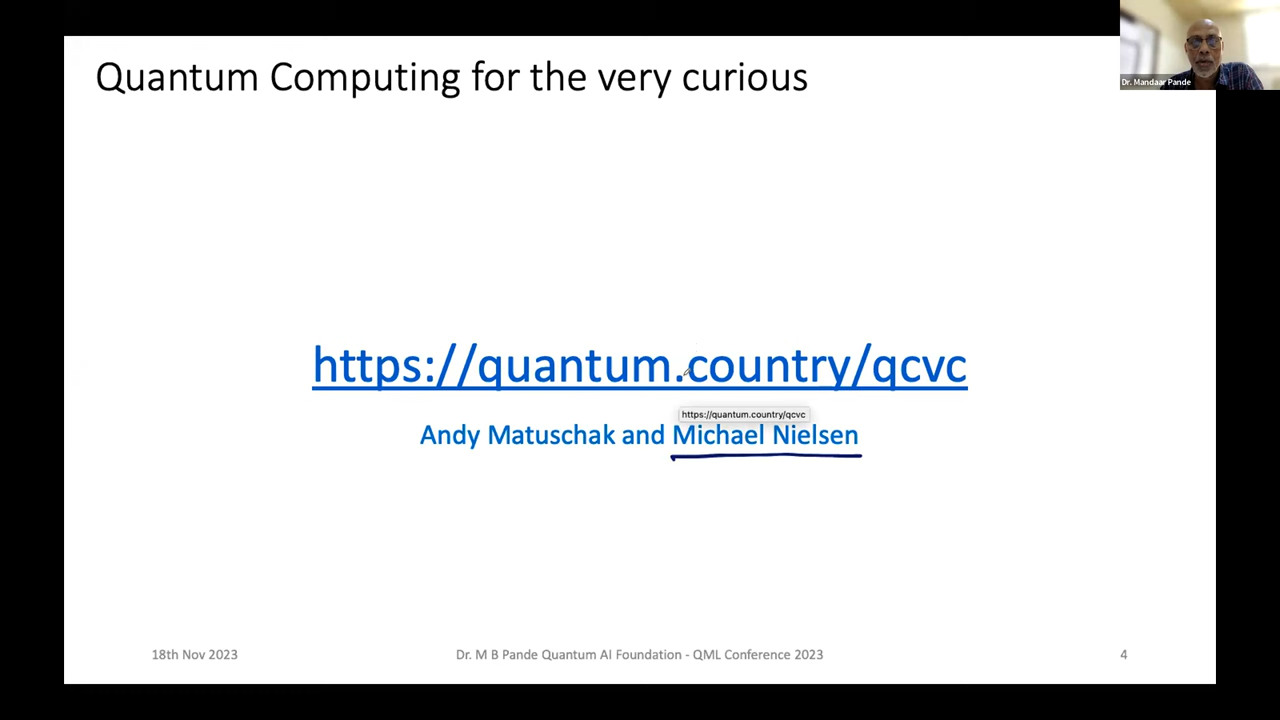 Quantum Computing for the very curious
Dr. Mandaar Pande
https://quantum.country/qcvc
https://quantum.country/qcvc
Andy Matuschak and Michael Nielsen
18th Nov 2023
Dr. M B Pande Quantum AI Foundation - QML Conference 2023
4